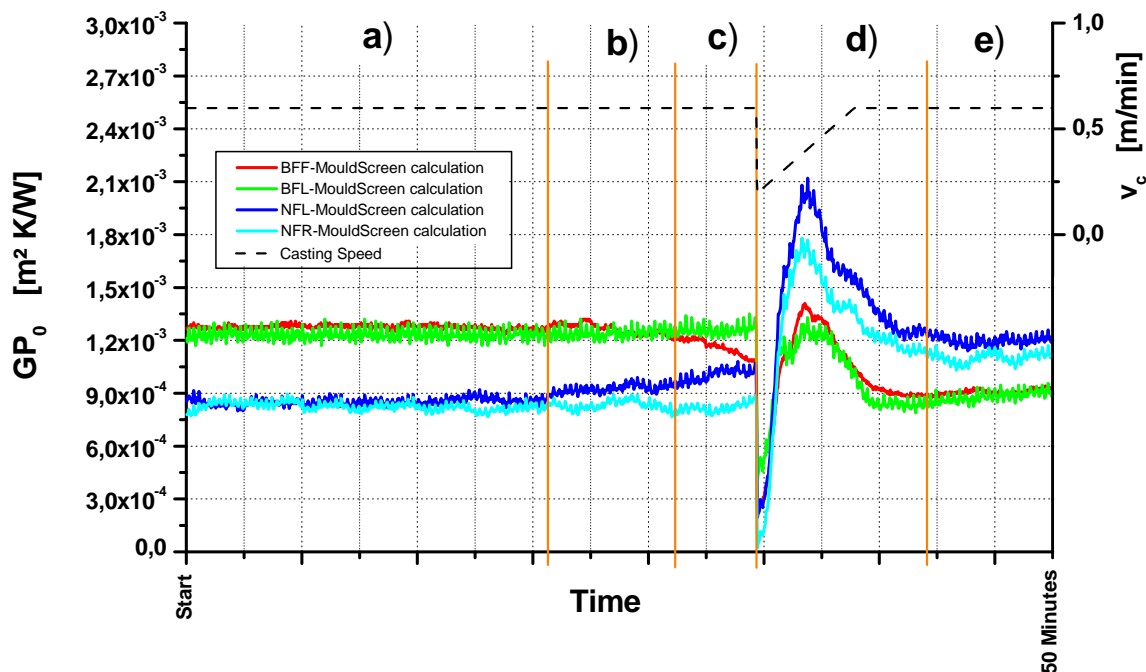 3,0x10⁻³
2,7x10⁻³
2,4x10⁻³
2,1x10⁻³
1,8x10⁻³
1,5x10⁻³
1,2x10⁻³
9,0x10⁻⁴
6,0x10⁻⁴
3,0x10⁻⁴
0,0
GP₀ [m² K/W]
a)
b)
c)
d)
e)
BFF-MouldScreen calculation
BFL-MouldScreen calculation
NFL-MouldScreen calculation
NFR-MouldScreen calculation
Casting Speed
1,0
0,5
0,0
v_c [m/min]
Start
Time
50 Minutes